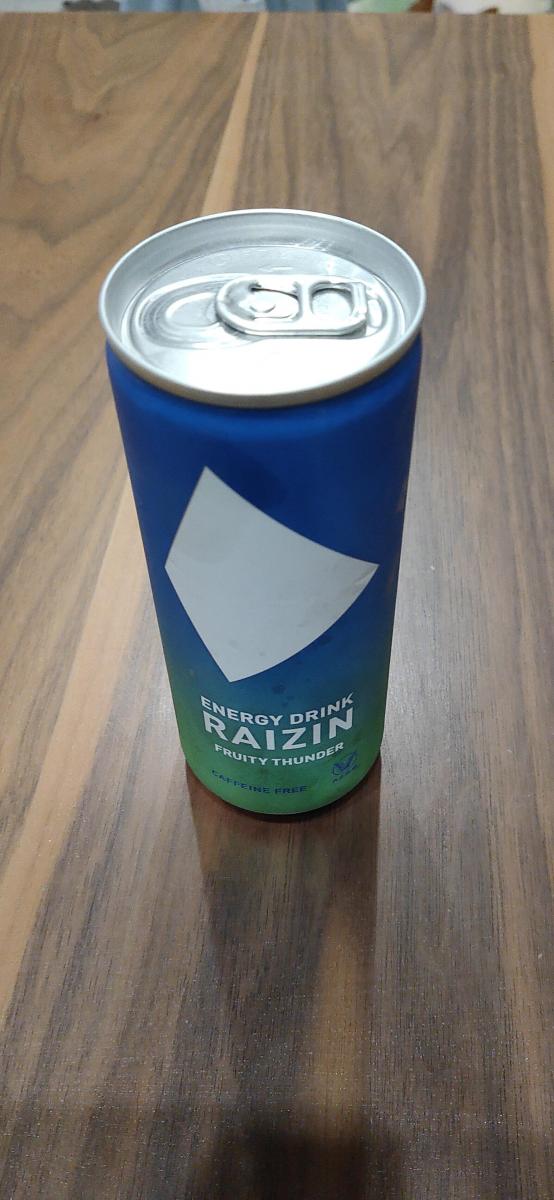 ENERGY DRINK
RAIZIN
FRUITY THUNDER
CAFFEINE FREE